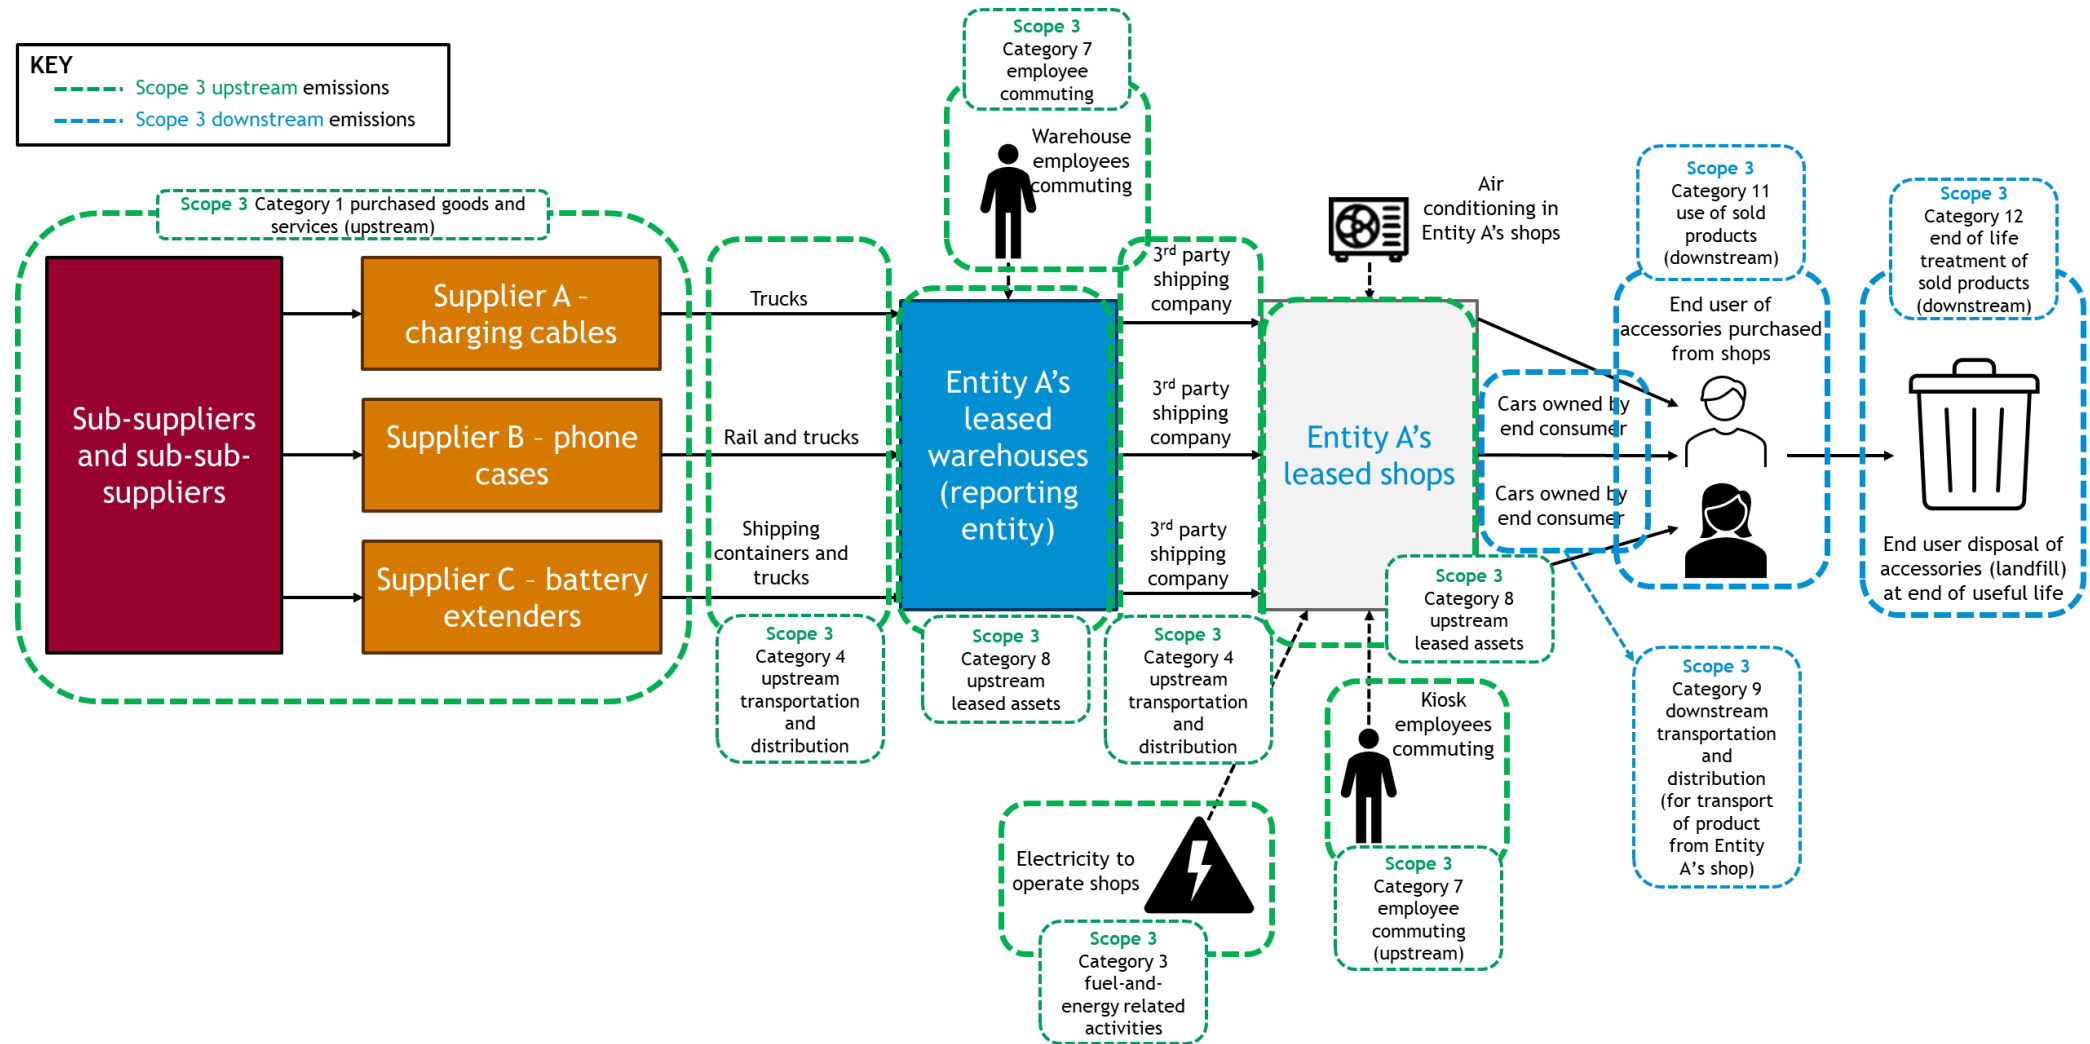 KEY
Scope 3 upstream emissions
Scope 3 downstream emissions
Scope 3 Category 1 purchased goods and
services (upstream)
Sub-suppliers
and sub-sub-
suppliers
Supplier A –
charging cables
Supplier B – phone
cases
Supplier C – battery
extenders
Trucks
Rail and trucks
Shipping
containers and
trucks
Scope 3
Category 4
upstream
transportation
and
distribution
Scope 3
Category 7
employee
commuting
Warehouse
employees
commuting
Entity A's
leased
warehouses
(reporting
entity)
Scope 3
Category 8
upstream
leased assets
3rd party
shipping
company
3rd party
shipping
company
3rd party
shipping
company
Scope 3
Category 4
upstream
transportation
and
distribution
Air
conditioning in
Entity A's shops
Entity A's
leased shops
Scope 3
Category 8
upstream
leased assets
Electricity to
operate shops
Scope 3
Category 3
fuel-and-
energy related
activities
Kiosk
employees
commuting
Scope 3
Category 7
employee
commuting
(upstream)
Cars owned by
end consumer
Cars owned by
end consumer
Scope 3
Category 9
downstream
transportation
and
distribution
(for transport
of product
from Entity
A's shop)
Scope 3
Category 11
use of sold
products
(downstream)
End user of
accessories purchased
from shops
Scope 3
Category 12
end of life
treatment of
sold products
(downstream)
End user disposal of
accessories (landfill)
at end of useful life